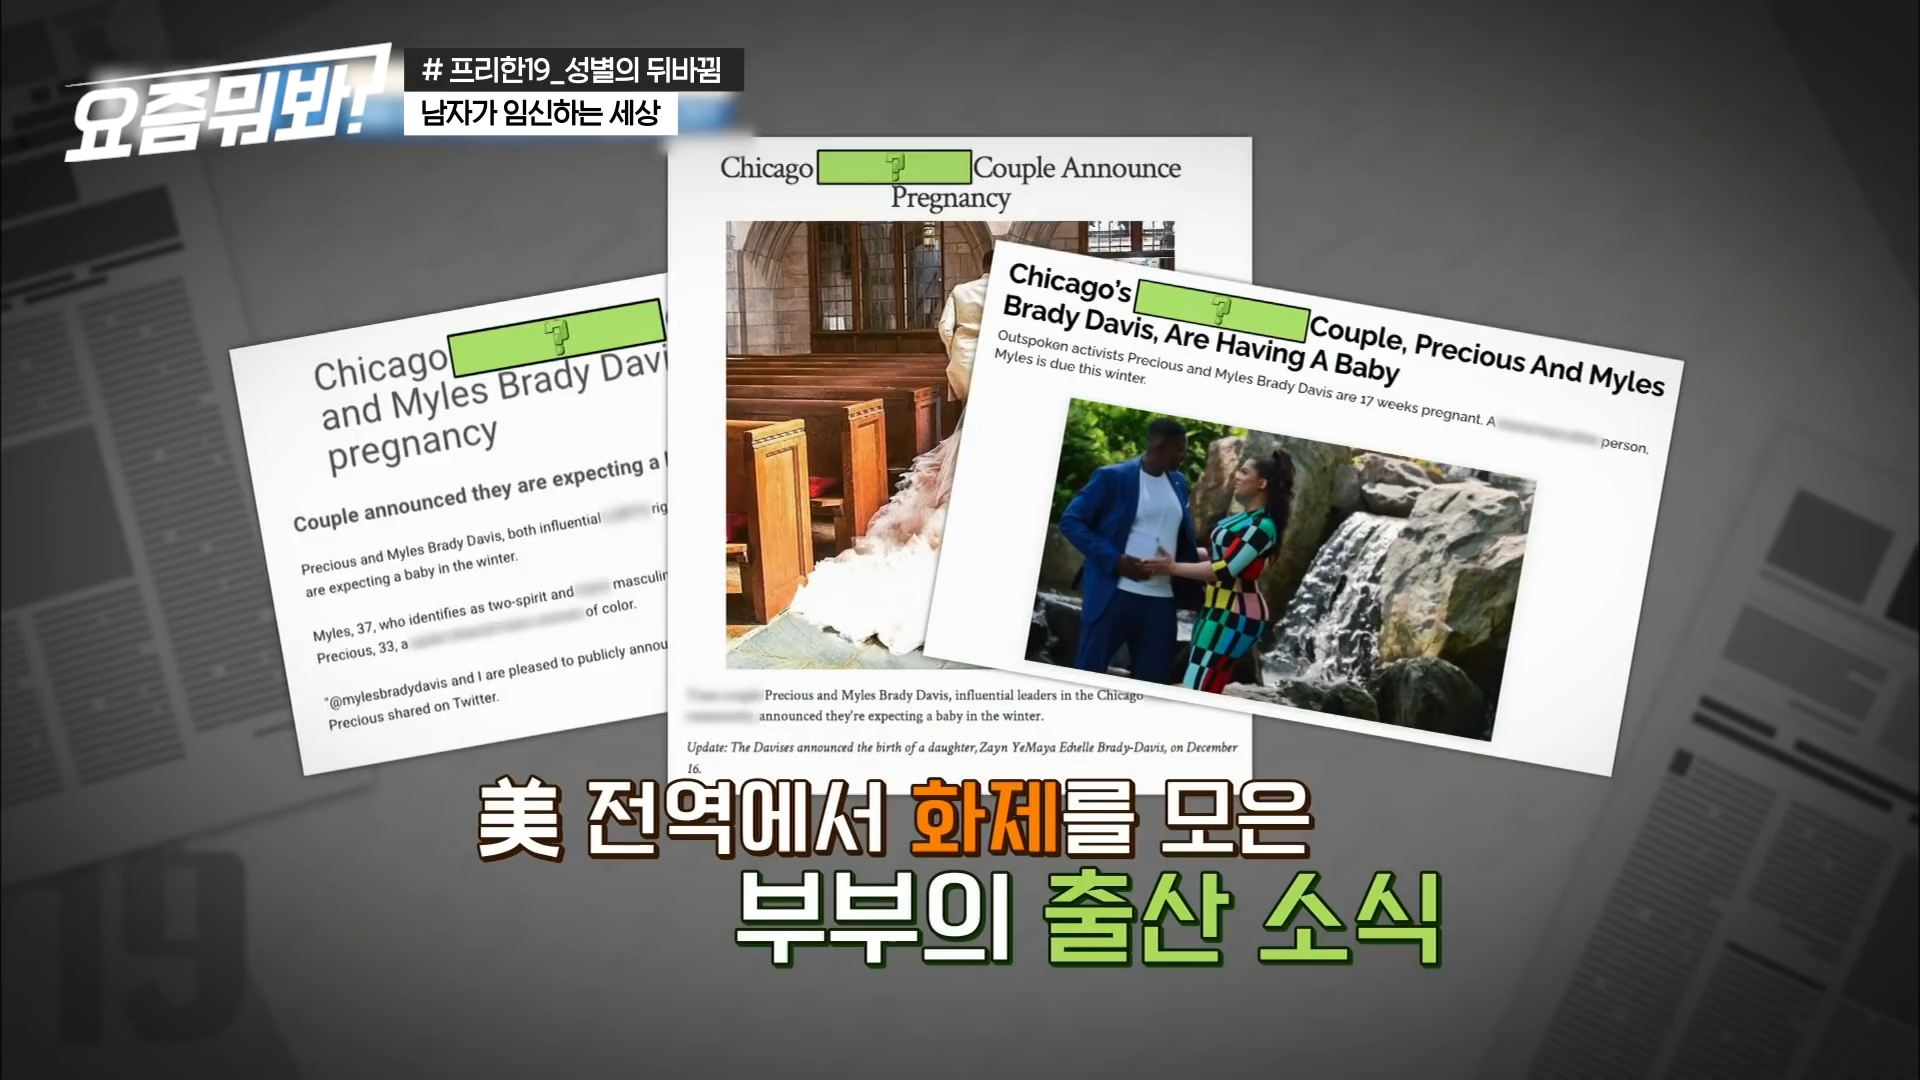 요즘뭐봐?
# 프리한19_성별의 뒤바뀜
남자가 임신하는 세상
Chicago ? Couple Announce
Pregnancy
Chicago ?
and Myles Brady Davi
pregnancy
Couple announced they are expecting a
Precious and Myles Brady Davis, both influential rig
are expecting a baby in the winter.
Myles, 37, who identifies as two-spirit and masculin
Precious, 33, a of color.
"@mylesbradydavis and I are pleased to publicly annou
Precious shared on Twitter.
Precious and Myles Brady Davis, influential leaders in the Chicago
announced they're expecting a baby in the winter.
Update: The Davises announced the birth of a daughter, Zayn YeMaya Echelle Brady-Davis, on December
16.
Chicago's ? Couple, Precious And Myles
Brady Davis, Are Having A Baby
Outspoken activists Precious and Myles Brady Davis are 17 weeks pregnant. A person,
Myles is due this winter.
美 전역에서 화제를 모은
부부의 출산 소식
19